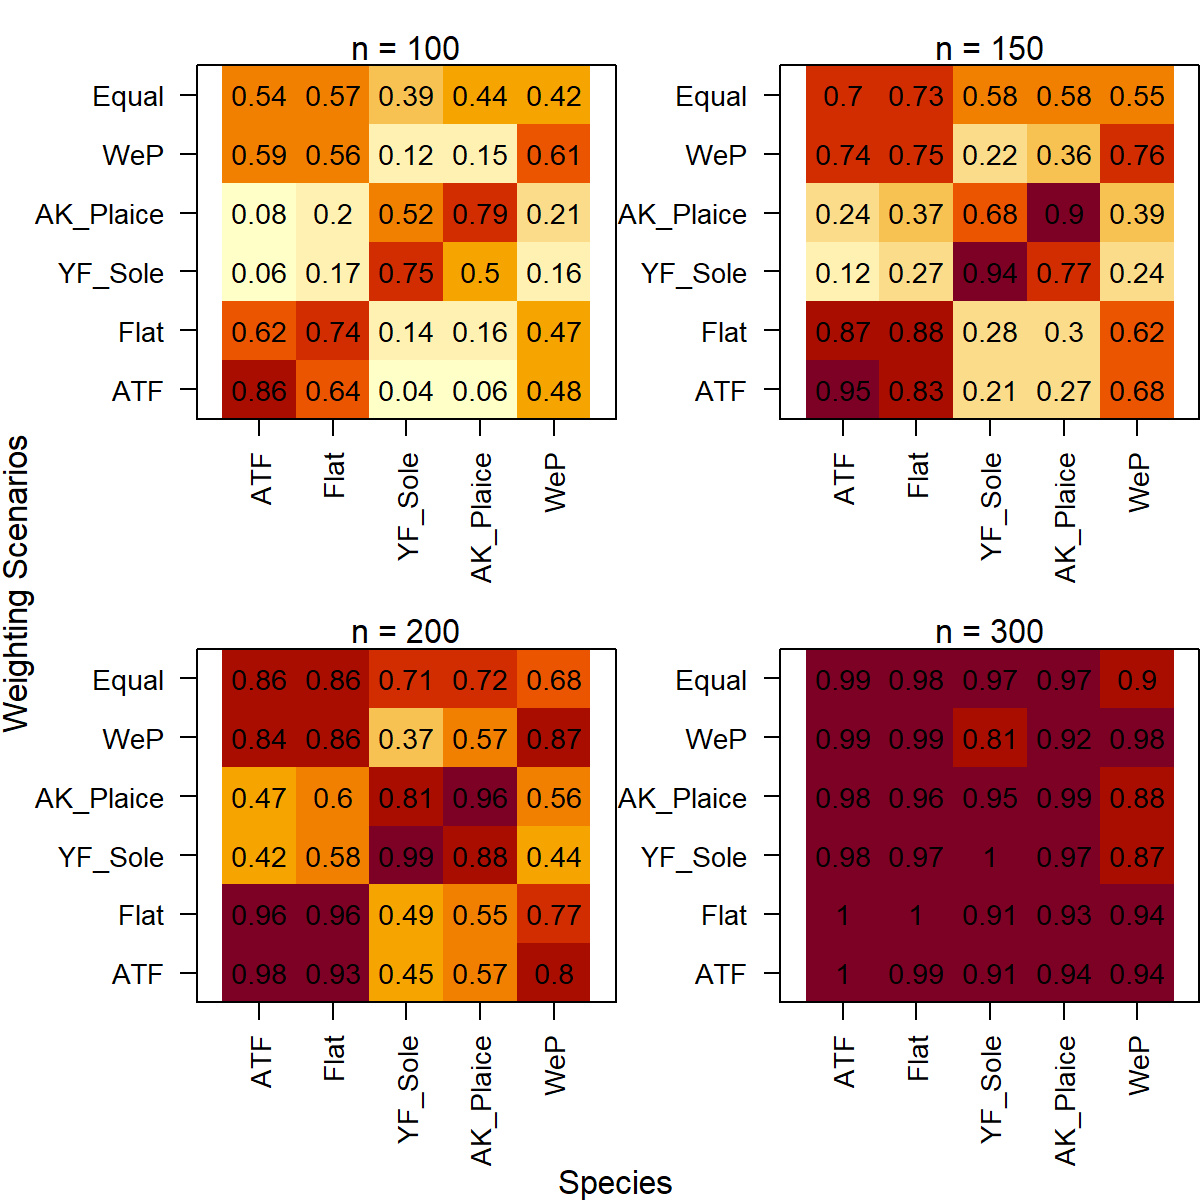 n = 100
Equal 0.54 0.57 0.39 0.44 0.42
WeP 0.59 0.56 0.12 0.15 0.61
AK_Plaice 0.08 0.2 0.52 0.79 0.21
YF_Sole 0.06 0.17 0.75 0.5 0.16
Flat 0.62 0.74 0.14 0.16 0.47
ATF 0.86 0.64 0.04 0.06 0.48
ATF Flat YF_Sole AK_Plaice WeP
n = 150
Equal 0.7 0.73 0.58 0.58 0.55
WeP 0.74 0.75 0.22 0.36 0.76
AK_Plaice 0.24 0.37 0.68 0.9 0.39
YF_Sole 0.12 0.27 0.94 0.77 0.24
Flat 0.87 0.88 0.28 0.3 0.62
ATF 0.95 0.83 0.21 0.27 0.68
ATF Flat YF_Sole AK_Plaice WeP
Weighting Scenarios
n = 200
Equal 0.86 0.86 0.71 0.72 0.68
WeP 0.84 0.86 0.37 0.57 0.87
AK_Plaice 0.47 0.6 0.81 0.96 0.56
YF_Sole 0.42 0.58 0.99 0.88 0.44
Flat 0.96 0.96 0.49 0.55 0.77
ATF 0.98 0.93 0.45 0.57 0.8
ATF Flat YF_Sole AK_Plaice WeP
n = 300
Equal 0.99 0.98 0.97 0.97 0.9
WeP 0.99 0.99 0.81 0.92 0.98
AK_Plaice 0.98 0.96 0.95 0.99 0.88
YF_Sole 0.98 0.97 1 0.97 0.87
Flat 1 1 0.91 0.93 0.94
ATF 1 0.99 0.91 0.94 0.94
ATF Flat YF_Sole AK_Plaice WeP
Species